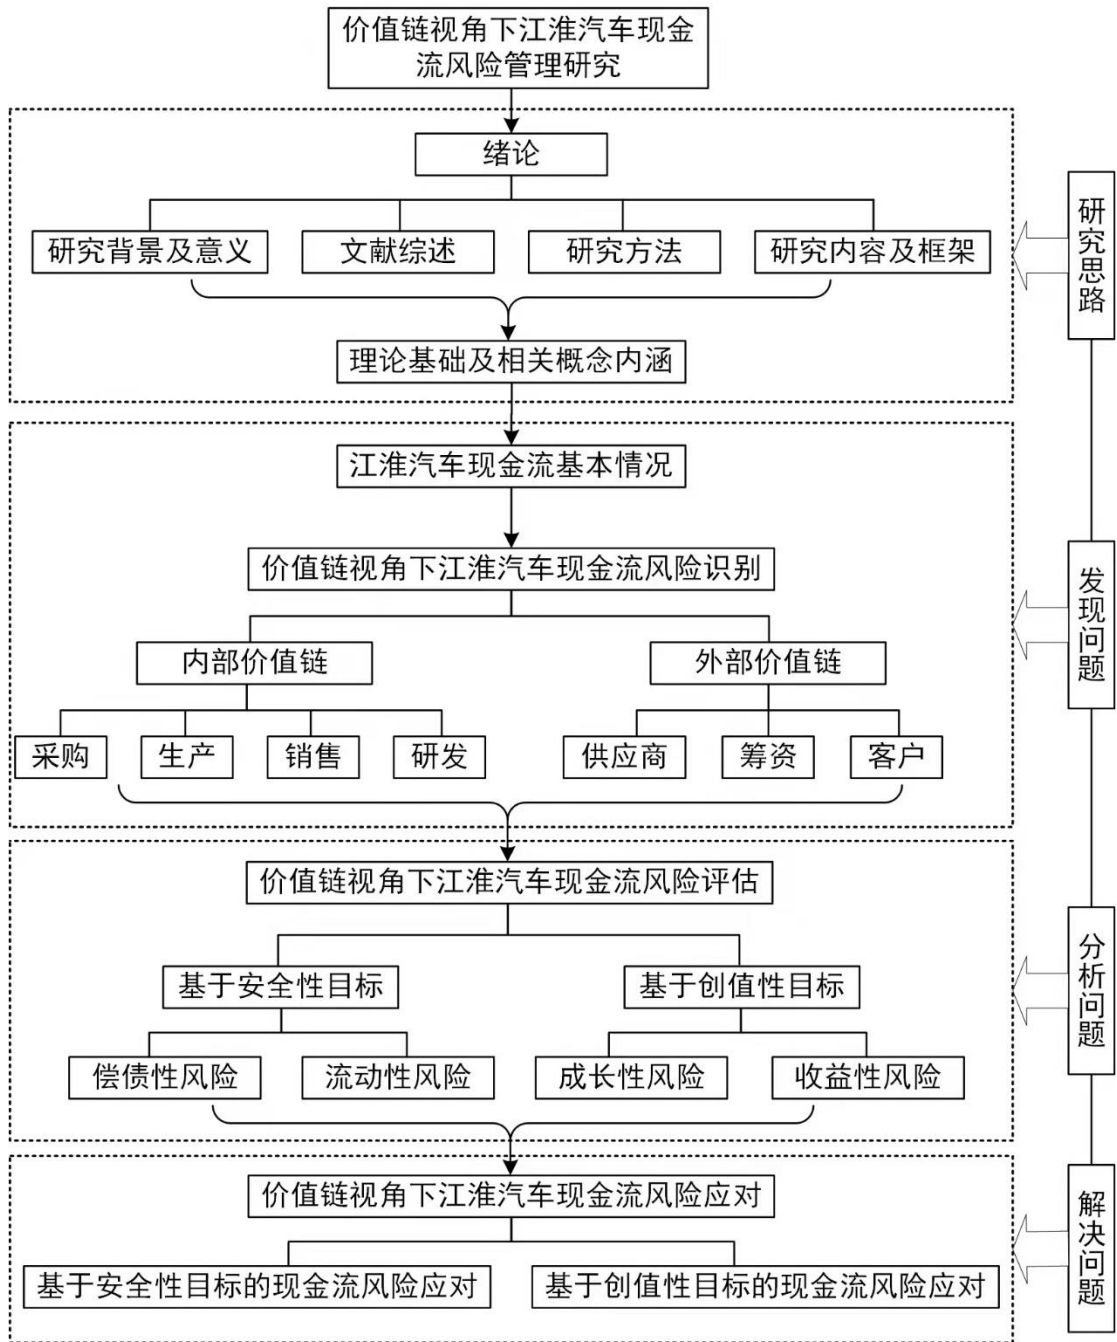 价值链视角下江淮汽车现金
流风险管理研究
绪论
研究背景及意义
文献综述
研究方法
研究内容及框架
理论基础及相关概念内涵
研究思路
江淮汽车现金流基本情况
价值链视角下江淮汽车现金流风险识别
内部价值链
外部价值链
采购
生产
销售
研发
供应商
筹资
客户
发现问题
价值链视角下江淮汽车现金流风险评估
基于安全性目标
基于创值性目标
偿债性风险
流动性风险
成长性风险
收益性风险
分析问题
价值链视角下江淮汽车现金流风险应对
基于安全性目标的现金流风险应对
基于创值性目标的现金流风险应对
解决问题